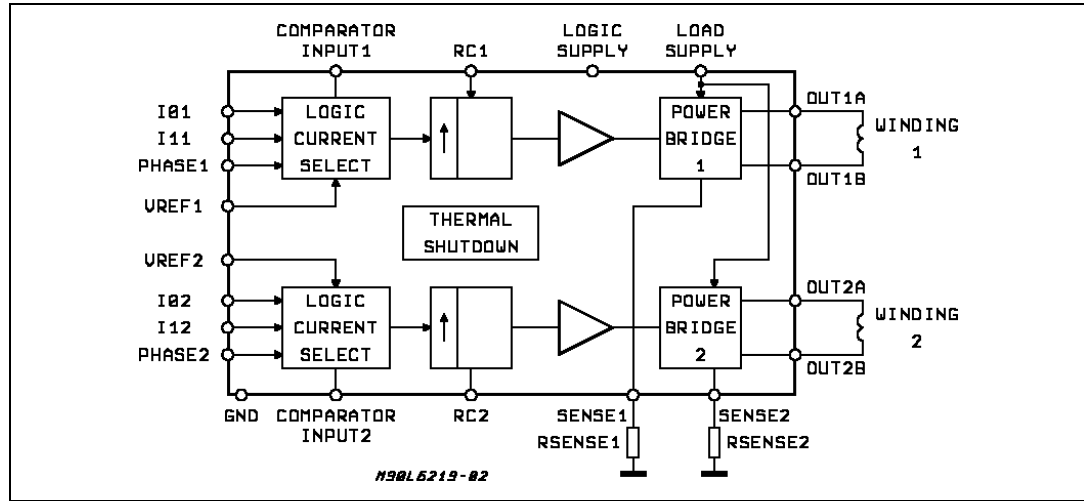 COMPARATOR
INPUT1
RC1
LOGIC
SUPPLY
LOAD
SUPPLY
I01
I11
PHASE1
VREF1
LOGIC
CURRENT
SELECT
POWER
BRIDGE
1
OUT1A
OUT1B
WINDING
1
THERMAL
SHUTDOWN
VREF2
I02
I12
PHASE2
LOGIC
CURRENT
SELECT
POWER
BRIDGE
2
OUT2A
OUT2B
WINDING
2
GND
COMPARATOR
INPUT2
RC2
SENSE1
RSENSE1
SENSE2
RSENSE2
M90L6219-02